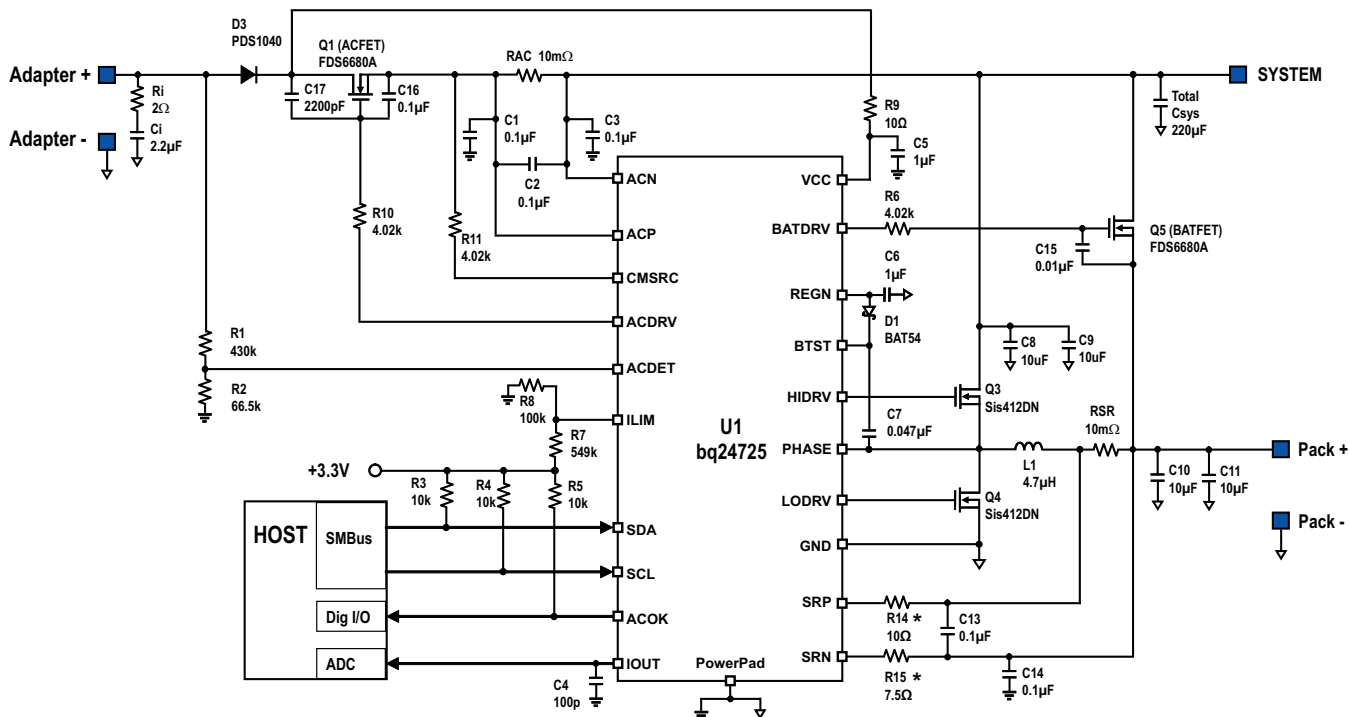 D3
PDS1040
Q1 (ACFET)
FDS6680A
RAC 10mΩ
Adapter +
SYSTEM
Ri
2Ω
Ci
2.2µF
C17
2200pF
C16
0.1µF
R9
10Ω
Total
Csys
220µF
Adapter -
C1
0.1µF
C3
0.1µF
C5
1µF
C2
0.1µF
ACN
VCC
R10
4.02k
R11
4.02k
R6
4.02k
ACP
BATDRV
Q5 (BATFET)
FDS6680A
C15
0.01µF
CMSRC
C6
1µF
REGN
ACDRV
D1
BAT54
R1
430k
BTST
C8
10uF
C9
10uF
ACDET
R2
66.5k
R8
100k
HIDRV
Q3
Sis412DN
ILIM
U1
bq24725
C7
0.047µF
RSR
10mΩ
R7
549k
PHASE
Pack +
L1
4.7µH
+3.3V
R3
10k
R4
10k
R5
10k
C10
10µF
C11
10µF
LODRV
Q4
Sis412DN
HOST
SMBus
SDA
GND
Pack -
SCL
SRP
Dig I/O
ACOK
R14 *
10Ω
C13
0.1µF
ADC
IOUT
PowerPad
SRN
C4
100p
R15 *
7.5Ω
C14
0.1µF